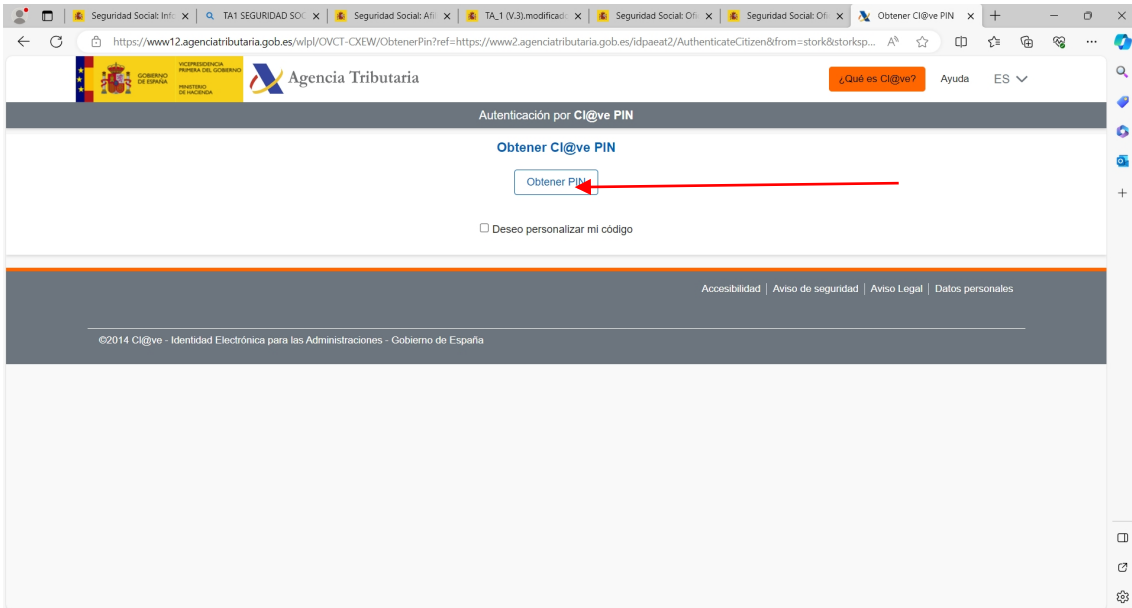 Seguridad Social: Info
TA1 SEGURIDAD SOC
Seguridad Social: Afil
TA_1 (V.3).modificado
Seguridad Social: Ofi
Seguridad Social: Ofi
Obtener Cl@ve PIN
https://www12.agenciatributaria.gob.es/wlpl/OVCT-CXEW/ObtenerPin?ref=https://www2.agenciatributaria.gob.es/idpaeat2/AuthenticateCitizen&from=stork&storksp...
GOBIERNO
DE ESPAÑA
VICEPRESIDENCIA
PRIMERA DEL GOBIERNO
MINISTERIO
DE HACIENDA
Agencia Tributaria
¿Qué es Cl@ve?
Ayuda
ES
Autenticación por Cl@ve PIN
Obtener Cl@ve PIN
Obtener PIN
Deseo personalizar mi código
Accesibilidad | Aviso de seguridad | Aviso Legal | Datos personales
©2014 Cl@ve - Identidad Electrónica para las Administraciones - Gobierno de España